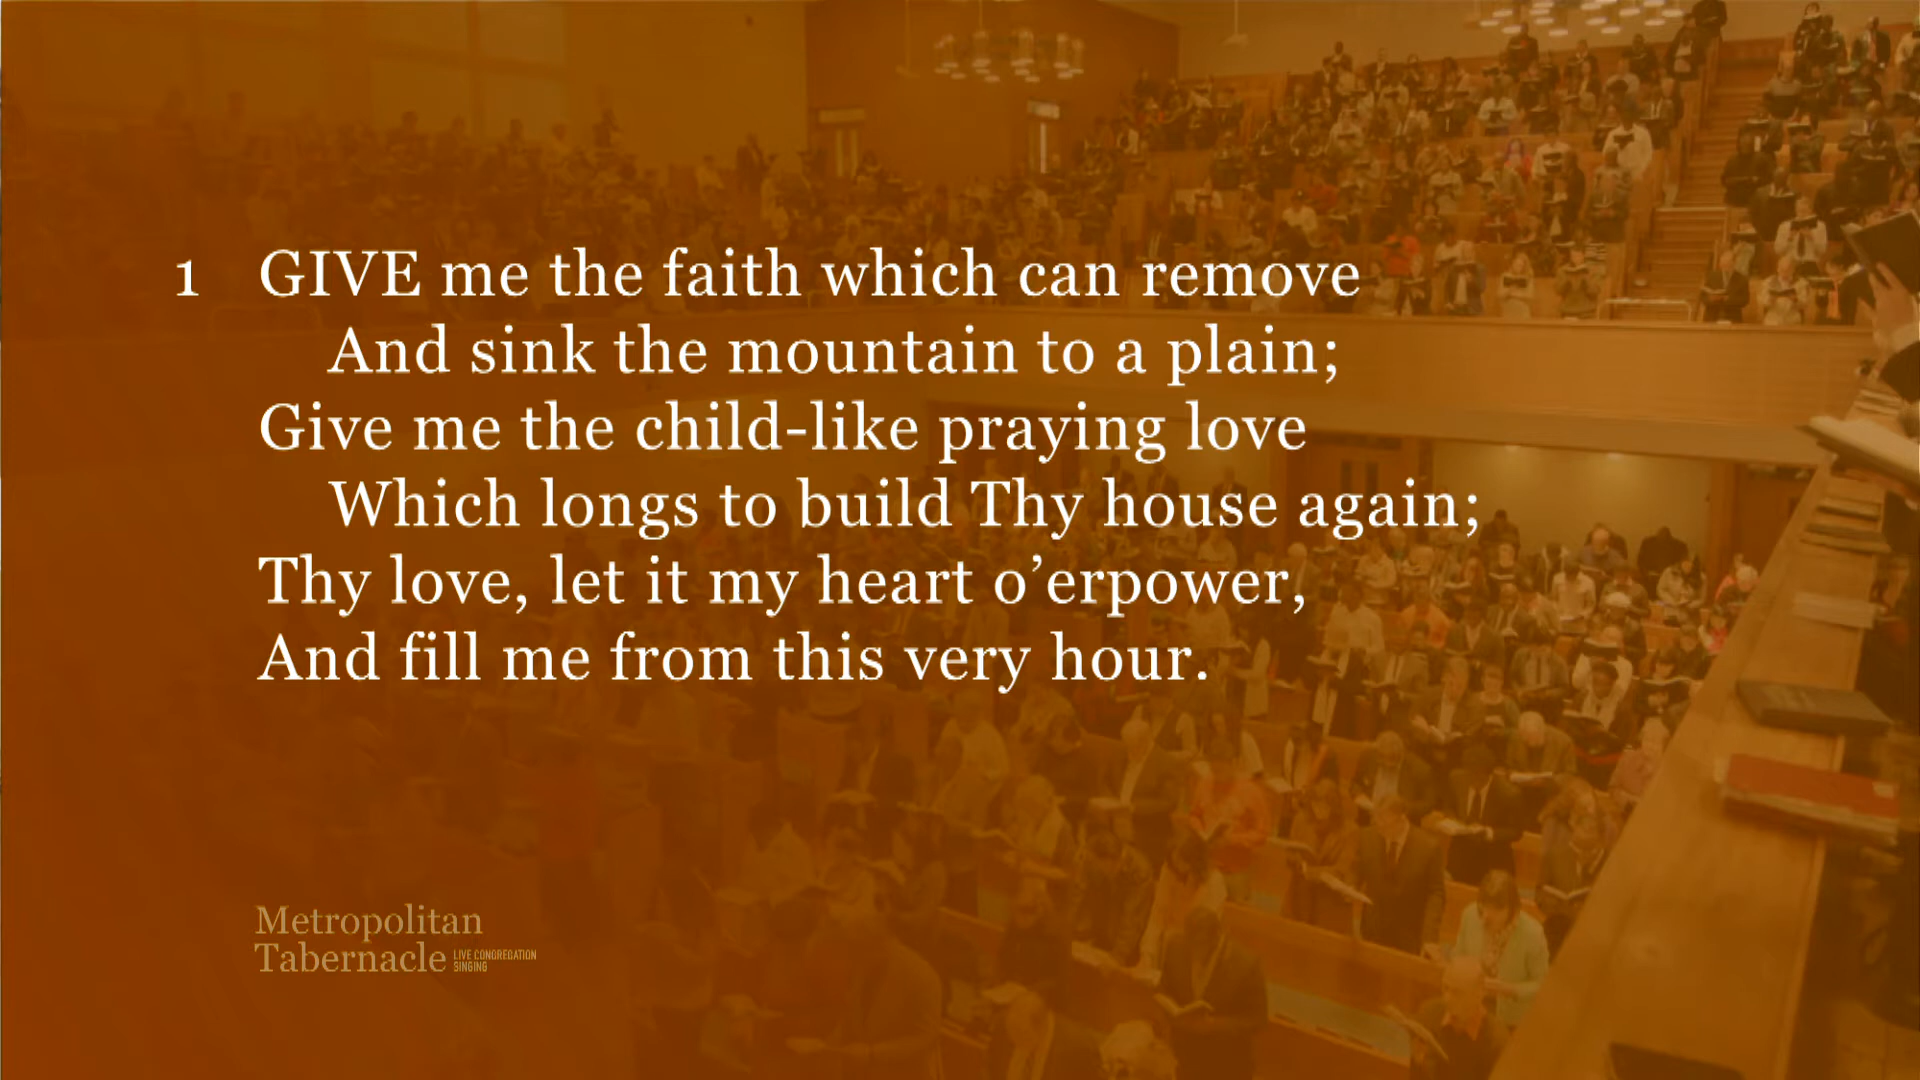 1 GIVE me the faith which can remove
And sink the mountain to a plain;
Give me the child-like praying love
Which longs to build Thy house again;
Thy love, let it my heart o’erpower,
And fill me from this very hour.
Metropolitan
Tabernacle LIVE CONGREGATION
SINGING